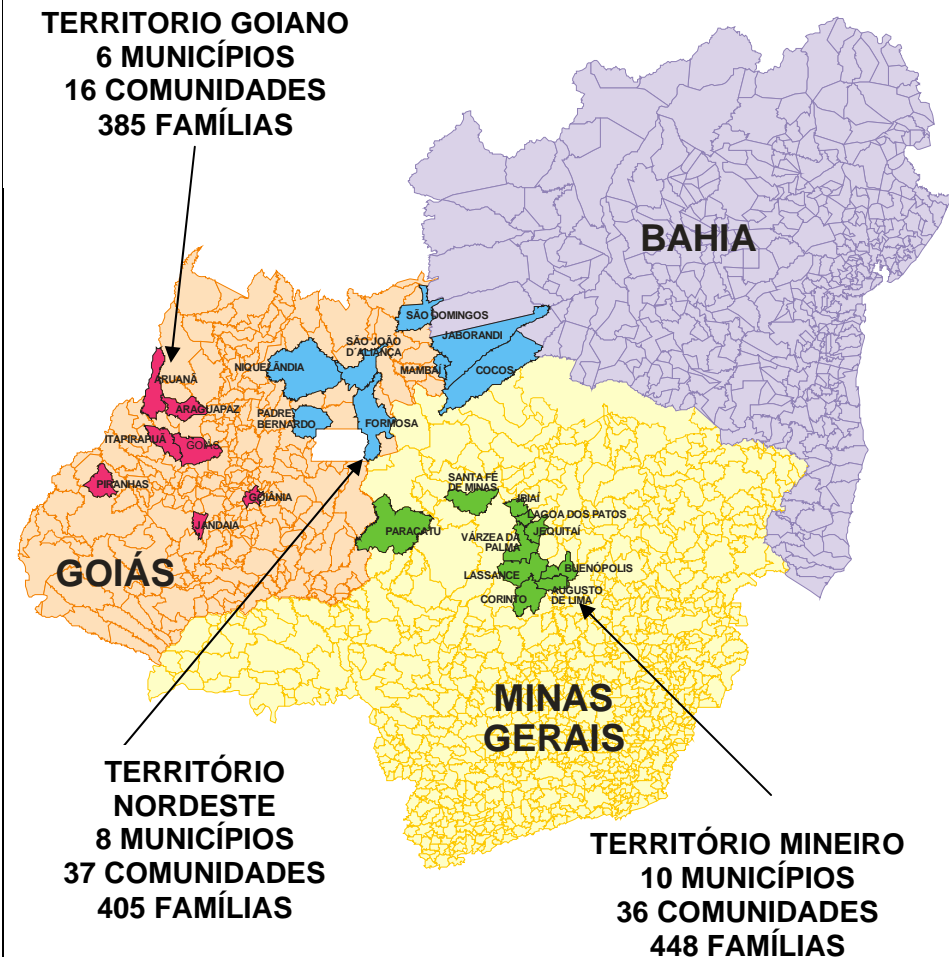 TERRITORIO GOIANO
6 MUNICÍPIOS
16 COMUNIDADES
385 FAMÍLIAS
BAHIA
SÃO DOMINGOS
JABORANDI
SÃO JOÃO
D´ALIANÇA
NIQUELÂNDIA
MAMBAÍ
COCOS
ARUANÃ
ARAGUAPAZ
PADRE
BERNARDO
FORMOSA
ITAPIRAPUÃ
GOIÁS
PIRANHAS
GOIÂNIA
JANDAIA
SANTA FÉ
DE MINAS
IBIAÍ
LAGOA DOS PATOS
PARACATU
JEQUITAÍ
VÁRZEA DA
PALMA
GOIÁS
LASSANCE
BUENÓPOLIS
AUGUSTO
DE LIMA
CORINTO
MINAS
GERAIS
TERRITÓRIO
NORDESTE
8 MUNICÍPIOS
37 COMUNIDADES
405 FAMÍLIAS
TERRITÓRIO MINEIRO
10 MUNICÍPIOS
36 COMUNIDADES
448 FAMÍLIAS